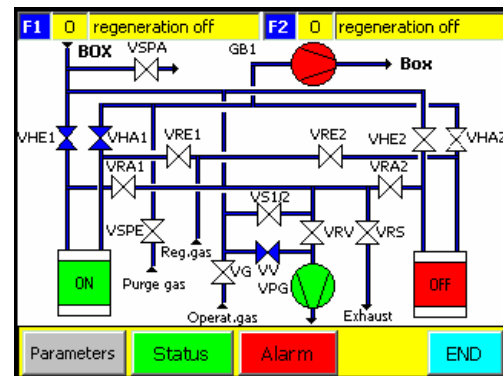 F1 0 regeneration off F2 0 regeneration off
BOX VSPA GB1 Box
VHE1 VHA1 VRE1 VRE2 VHE2 VHA2
VRA1 VRA2
VS1/2
VSPE Reg.gas VRV VRS
VG VV
ON Purge gas VPG OFF
Operat.gas Exhaust
Parameters Status Alarm END